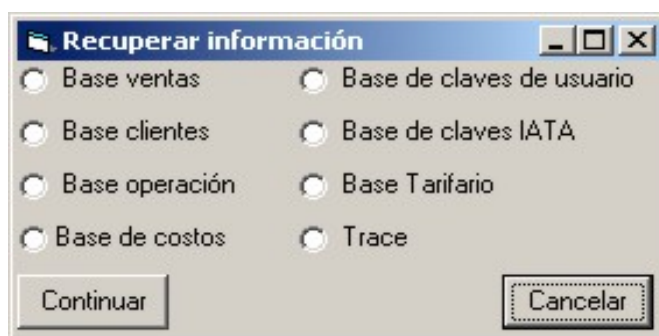 Recuperar información
Base ventas
Base de claves de usuario
Base clientes
Base de claves IATA
Base operación
Base Tarifario
Base de costos
Trace
Continuar
Cancelar